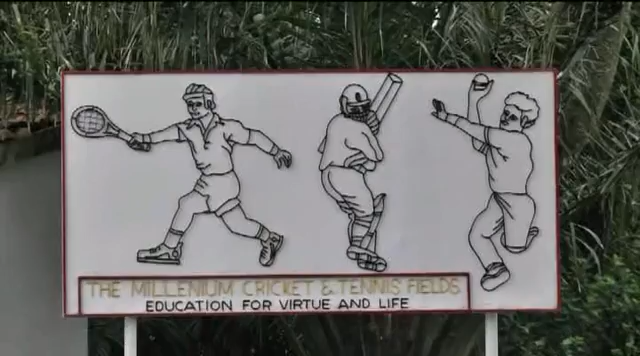 THE MILLENIUM CRICKET & TENNIS FIELDS
EDUCATION FOR VIRTUE AND LIFE